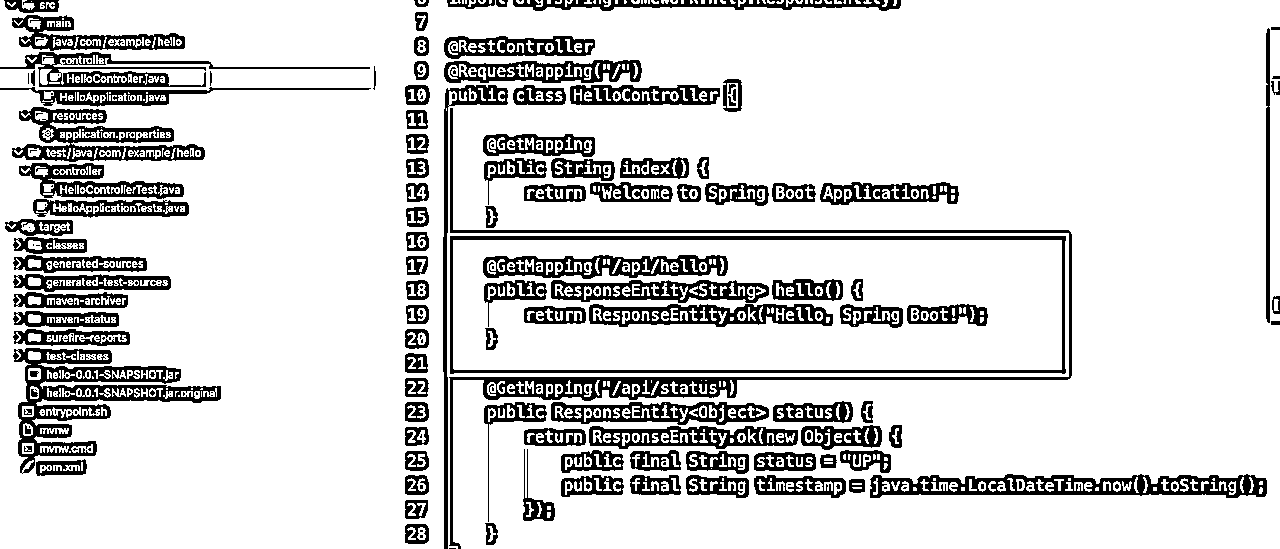 src
main
java/com/example/hello
controller
HelloController.java
HelloApplication.java
resources
application.properties
test/java/com/example/hello
controller
HelloControllerTest.java
HelloApplicationTests.java
target
classes
generated-sources
generated-test-sources
maven-archiver
maven-status
surefire-reports
test-classes
hello-0.0.1-SNAPSHOT.jar
hello-0.0.1-SNAPSHOT.jar.original
entrypoint.sh
mvnw
mvnw.cmd
pom.xml
6 import org.springframework.http.ResponseEntity;
7
8 @RestController
9 @RequestMapping("/")
10 public class HelloController {
11
12 @GetMapping
13 public String index() {
14 return "Welcome to Spring Boot Application!";
15 }
16
17 @GetMapping("/api/hello")
18 public ResponseEntity<String> hello() {
19 return ResponseEntity.ok("Hello, Spring Boot!");
20 }
21
22 @GetMapping("/api/status")
23 public ResponseEntity<Object> status() {
24 return ResponseEntity.ok(new Object() {
25 public final String status = "UP";
26 public final String timestamp = java.time.LocalDateTime.now().toString();
27 });
28 }